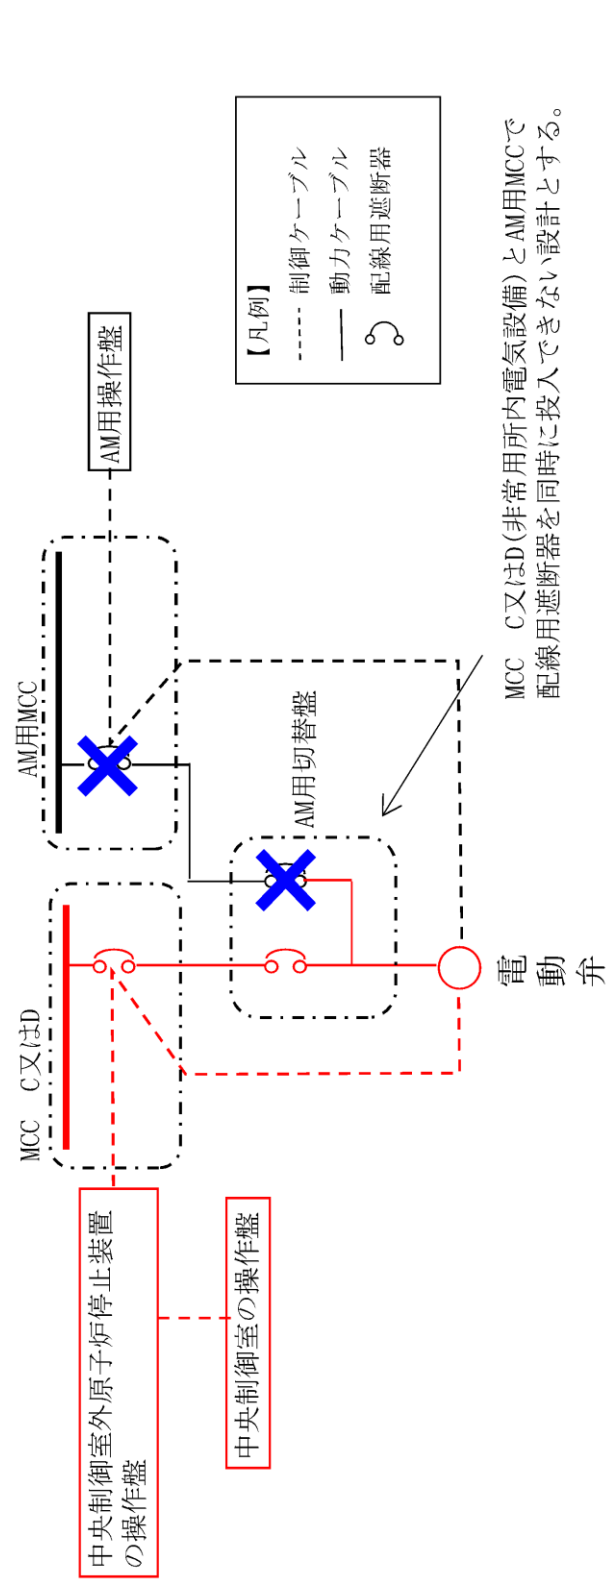 中央制御室外原子炉停止装置
の操作盤
中央制御室の操作盤
MCC　C又はD
AM用MCC
AM用操作盤
AM用切替盤
電
動
弁
【凡例】
制御ケーブル
動力ケーブル
配線用遮断器
MCC　C又はD(非常用所内電気設備)とAM用MCCで
配線用遮断器を同時に投入できない設計とする。